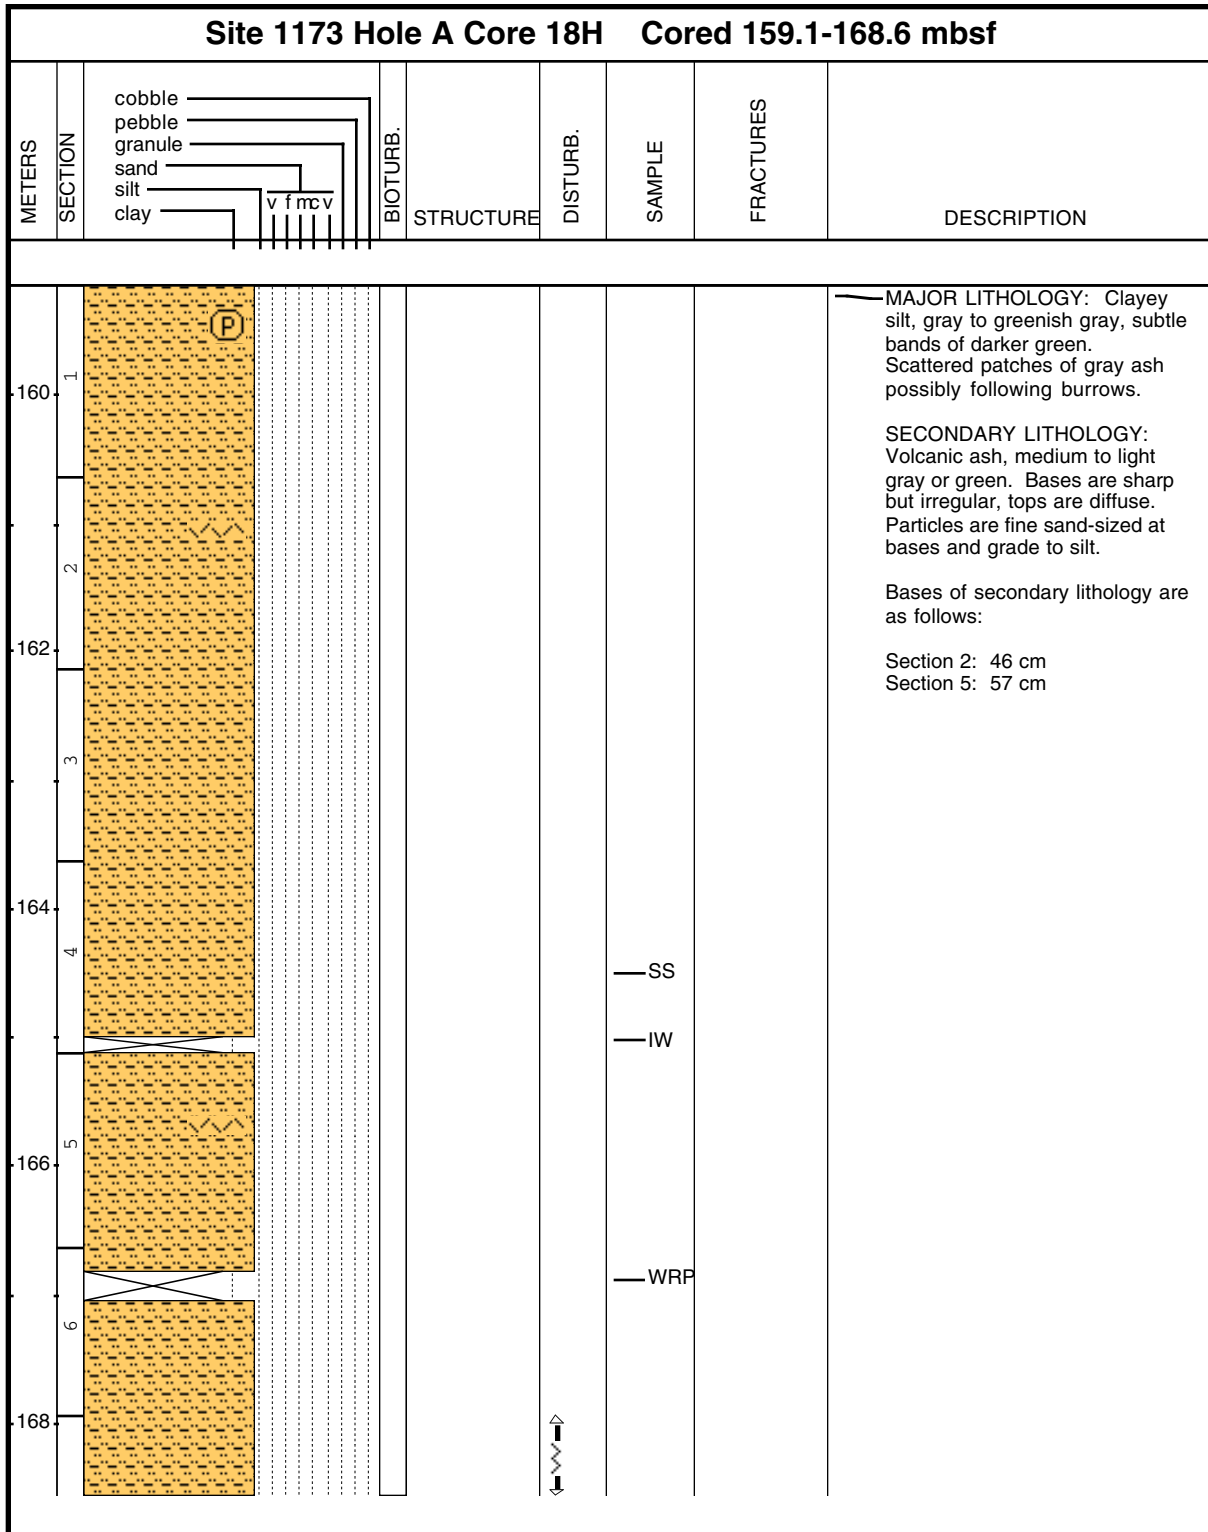 Site 1173 Hole A Core 18H Cored 159.1-168.6 mbsf
METERS
SECTION
cobble
pebble
granule
sand
silt
clay
v f m c v
BIOTURB.
STRUCTURE
DISTURB.
SAMPLE
FRACTURES
DESCRIPTION
P
1
160
2
162
3
164
4
5
166
6
168
SS
IW
WRP
MAJOR LITHOLOGY: Clayey
silt, gray to greenish gray, subtle
bands of darker green.
Scattered patches of gray ash
possibly following burrows.
SECONDARY LITHOLOGY:
Volcanic ash, medium to light
gray or green. Bases are sharp
but irregular, tops are diffuse.
Particles are fine sand-sized at
bases and grade to silt.
Bases of secondary lithology are
as follows:
Section 2: 46 cm
Section 5: 57 cm